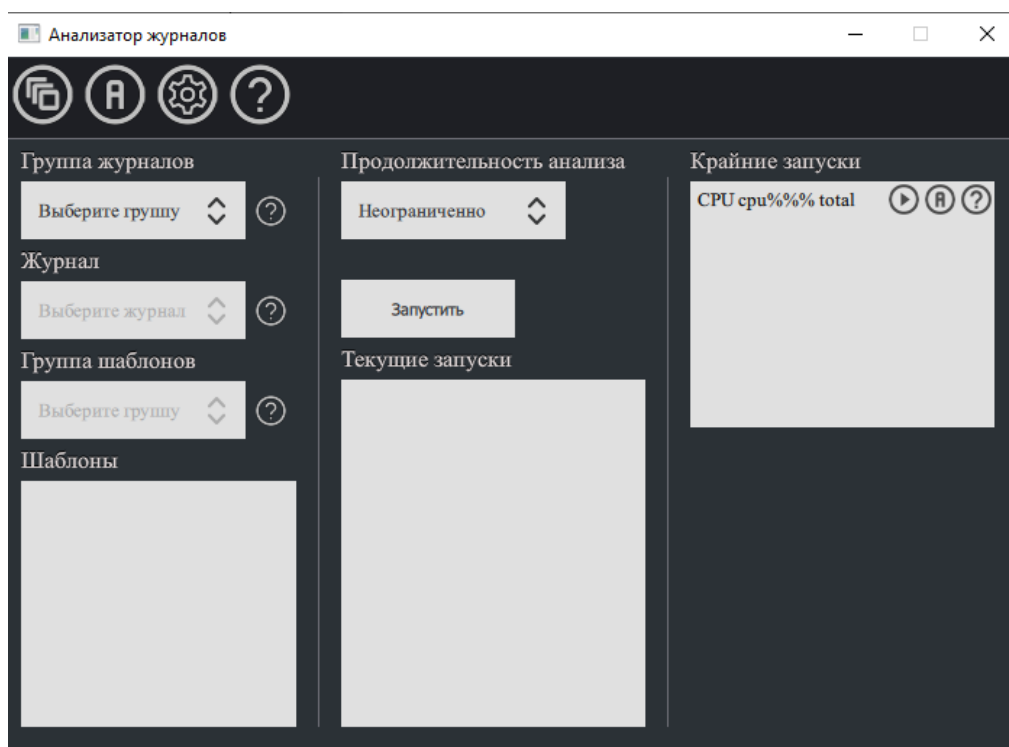 Анализатор журналов
Группа журналов
Выберите группу
Журнал
Выберите журнал
Группа шаблонов
Выберите группу
Шаблоны
Продолжительность анализа
Неограниченно
Запустить
Текущие запуски
Крайние запуски
CPU cpu%%% total